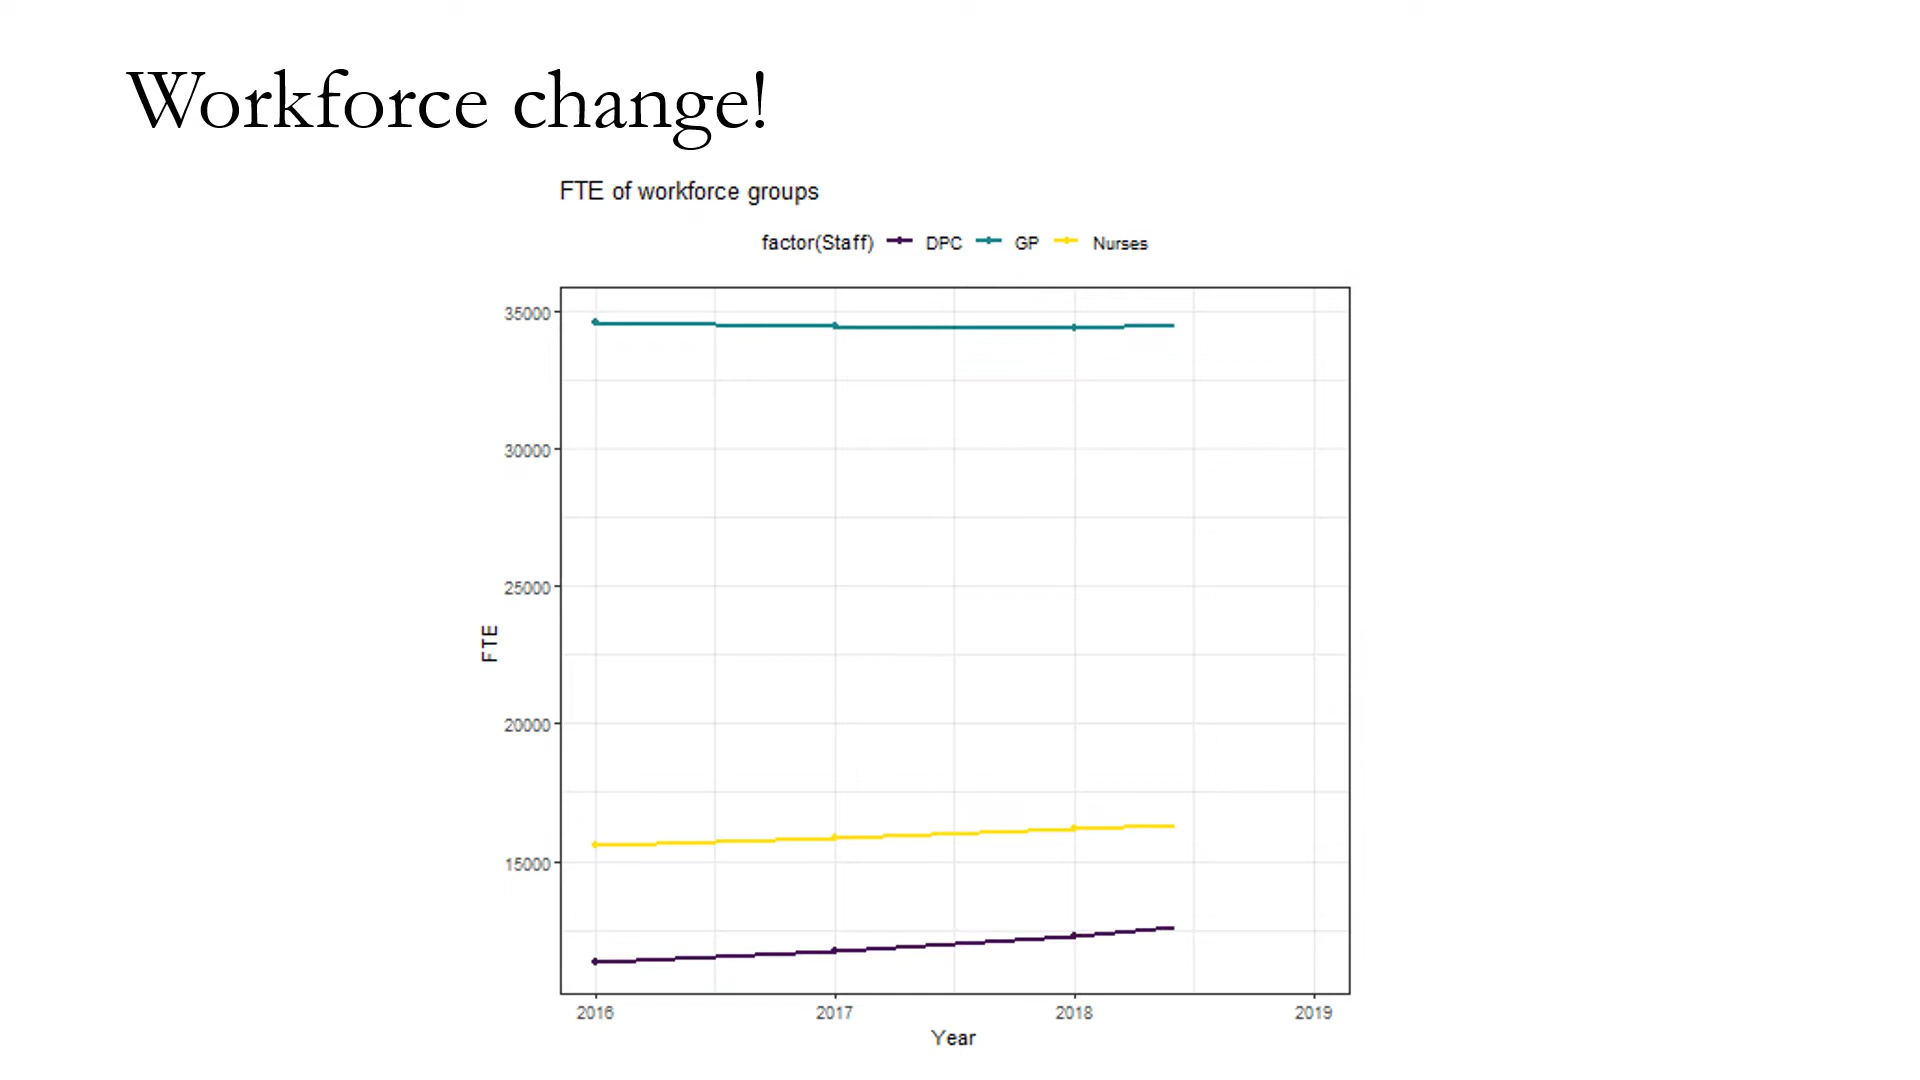 Workforce change!
FTE of workforce groups
factor(Staff) DPC GP Nurses
35000
30000
25000
FTE
20000
15000
2016 2017 2018 2019
Year